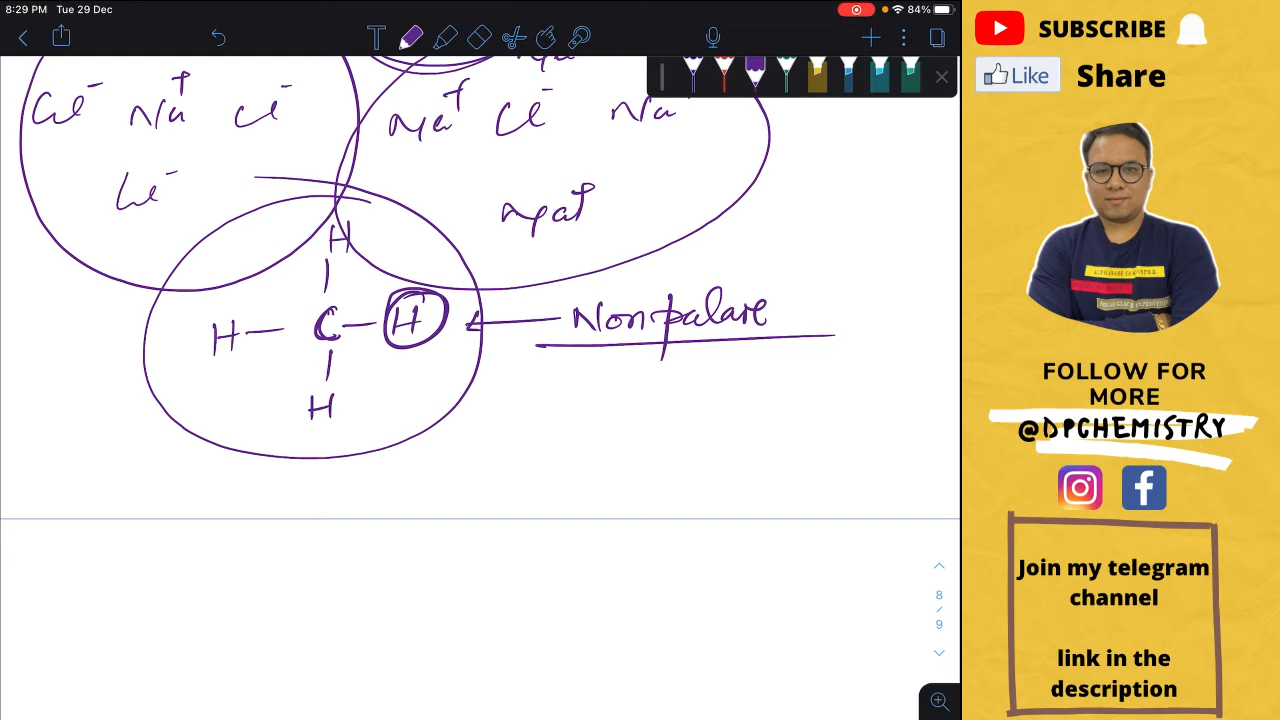 8:29 PM Tue 29 Dec
84%
T
Cl⁻ Na⁺ Cl⁻ Na⁺ Cl⁻ Na
Cl⁻ Na⁺
H
H— C —H
H
Nonpolare
8
/
9
SUBSCRIBE
Like Share
FOLLOW FOR
MORE
@DPCHEMISTRY
Join my telegram
channel
link in the
description